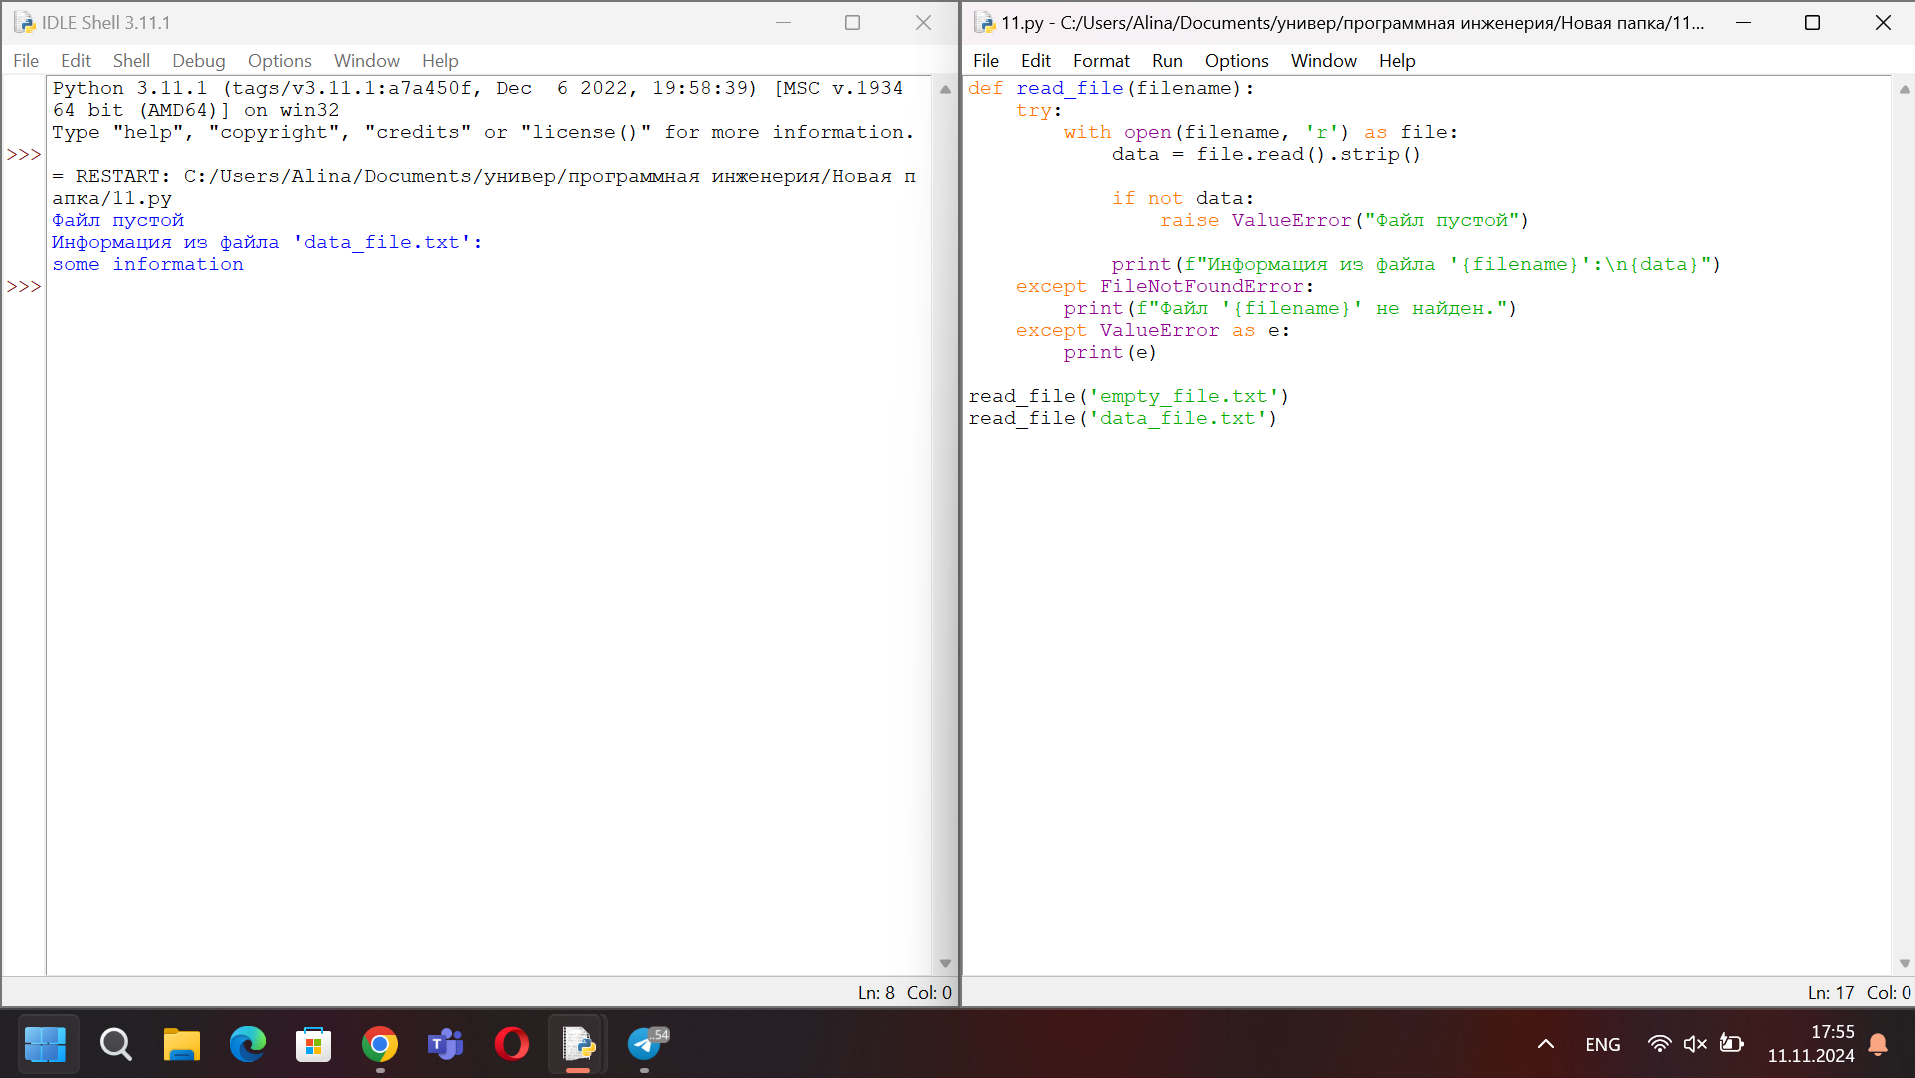 IDLE Shell 3.11.1
File Edit Shell Debug Options Window Help
Python 3.11.1 (tags/v3.11.1:a7a450f, Dec  6 2022, 19:58:39) [MSC v.1934
64 bit (AMD64)] on win32
Type "help", "copyright", "credits" or "license()" for more information.
>>>
= RESTART: C:/Users/Alina/Documents/универ/программная инженерия/Новая п
апка/11.py
Файл пустой
Информация из файла 'data_file.txt':
some information
>>>
Ln: 8 Col: 0
11.py - C:/Users/Alina/Documents/универ/программная инженерия/Новая папка/11...
File Edit Format Run Options Window Help
def read_file(filename):
    try:
        with open(filename, 'r') as file:
            data = file.read().strip()
            if not data:
                raise ValueError("Файл пустой")
            print(f"Информация из файла '{filename}':\n{data}")
    except FileNotFoundError:
        print(f"Файл '{filename}' не найден.")
    except ValueError as e:
        print(e)
read_file('empty_file.txt')
read_file('data_file.txt')
Ln: 17 Col: 0
..54
ENG
17:55
11.11.2024